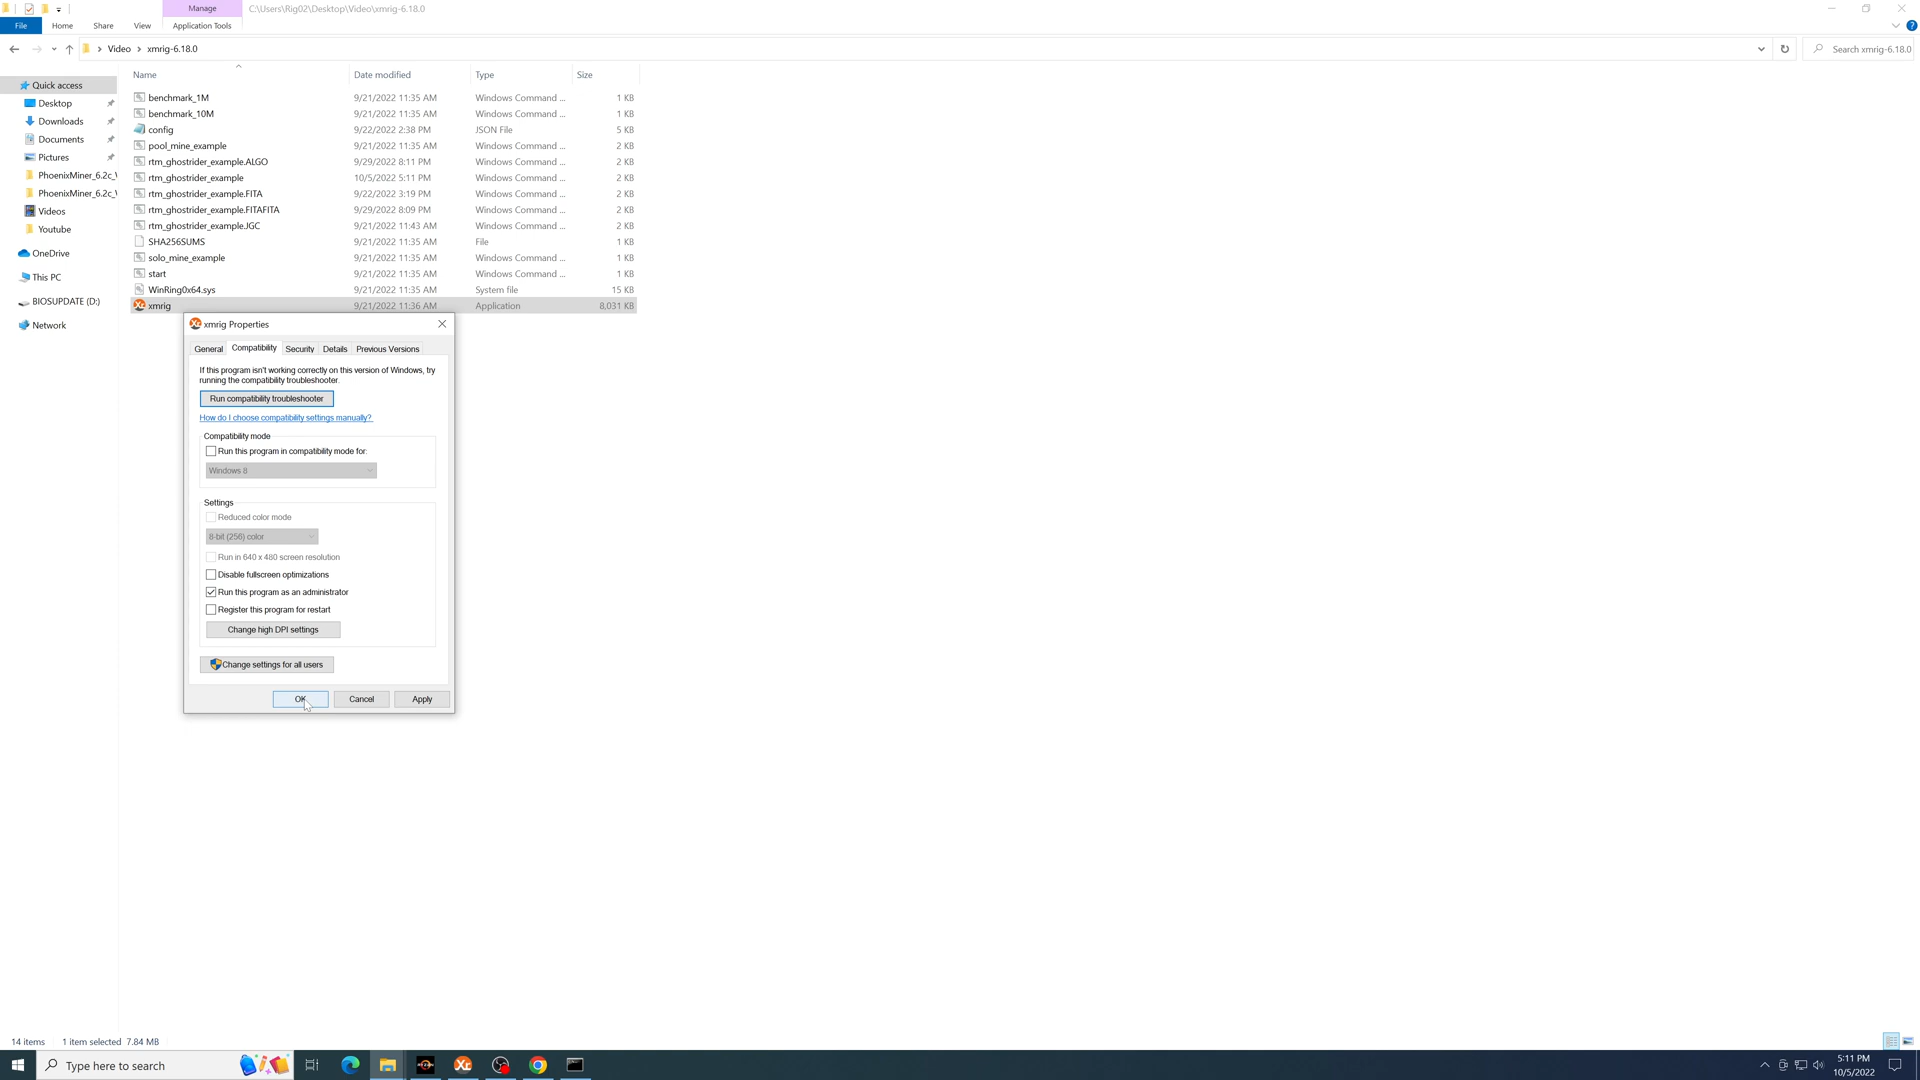 Manage
C:\Users\Rig02\Desktop\Video\xmrig-6.18.0
File
Home
Share
View
Application Tools
Video
xmrig-6.18.0
Search xmrig-6.18.0
Name
Date modified
Type
Size
Quick access
Desktop
Downloads
Documents
Pictures
PhoenixMiner_6.2c_
PhoenixMiner_6.2c_
Videos
Youtube
OneDrive
This PC
BIOSUPDATE (D:)
Network
benchmark_1M 9/21/2022 11:35 AM Windows Command ... 1 KB
benchmark_10M 9/21/2022 11:35 AM Windows Command ... 1 KB
config 9/22/2022 2:38 PM JSON File 5 KB
pool_mine_example 9/21/2022 11:35 AM Windows Command ... 2 KB
rtm_ghostrider_example.ALGO 9/29/2022 8:11 PM Windows Command ... 2 KB
rtm_ghostrider_example 10/5/2022 5:11 PM Windows Command ... 2 KB
rtm_ghostrider_example.FITA 9/22/2022 3:19 PM Windows Command ... 2 KB
rtm_ghostrider_example.FITAFITA 9/29/2022 8:09 PM Windows Command ... 2 KB
rtm_ghostrider_example.JGC 9/21/2022 11:43 AM Windows Command ... 2 KB
SHA256SUMS 9/21/2022 11:35 AM File 1 KB
solo_mine_example 9/21/2022 11:35 AM Windows Command ... 1 KB
start 9/21/2022 11:35 AM Windows Command ... 1 KB
WinRing0x64.sys 9/21/2022 11:35 AM System file 15 KB
xmrig 9/21/2022 11:36 AM Application 8,031 KB
xmrig Properties
General
Compatibility
Security
Details
Previous Versions
If this program isn't working correctly on this version of Windows, try
running the compatibility troubleshooter.
Run compatibility troubleshooter
How do I choose compatibility settings manually?
Compatibility mode
Run this program in compatibility mode for:
Windows 8
Settings
Reduced color mode
8-bit (256) color
Run in 640 x 480 screen resolution
Disable fullscreen optimizations
Run this program as an administrator
Register this program for restart
Change high DPI settings
Change settings for all users
OK
Cancel
Apply
14 items
1 item selected 7.84 MB
Type here to search
5:11 PM
10/5/2022